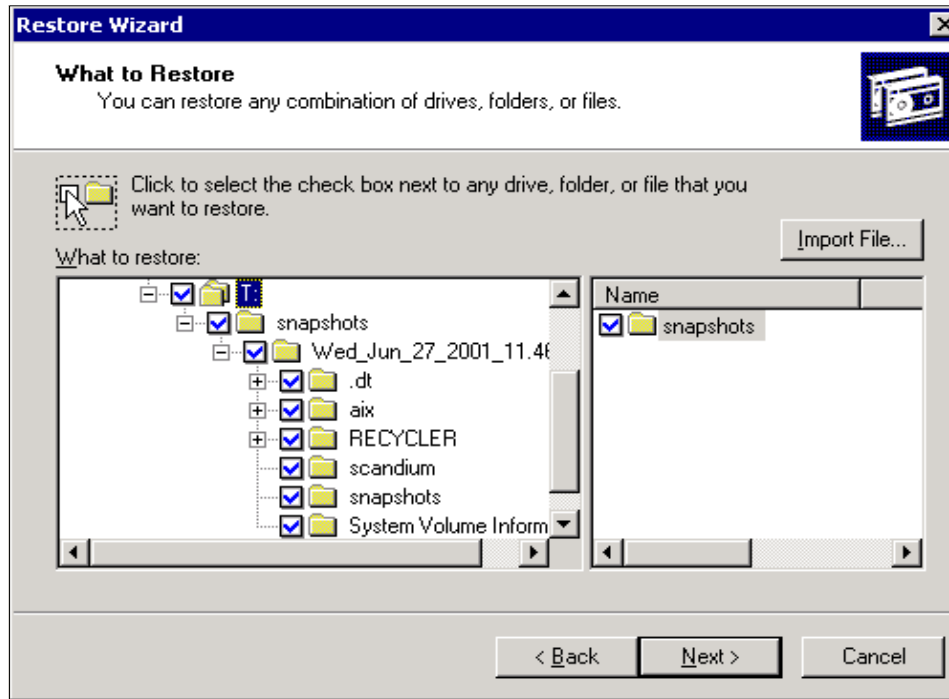 Restore Wizard
What to Restore
You can restore any combination of drives, folders, or files.
Click to select the check box next to any drive, folder, or file that you
want to restore.
Import File...
What to restore:
T:
snapshots
Wed_Jun_27_2001_11.46
.dt
aix
RECYCLER
scandium
snapshots
System Volume Inform
Name
snapshots
< Back
Next >
Cancel